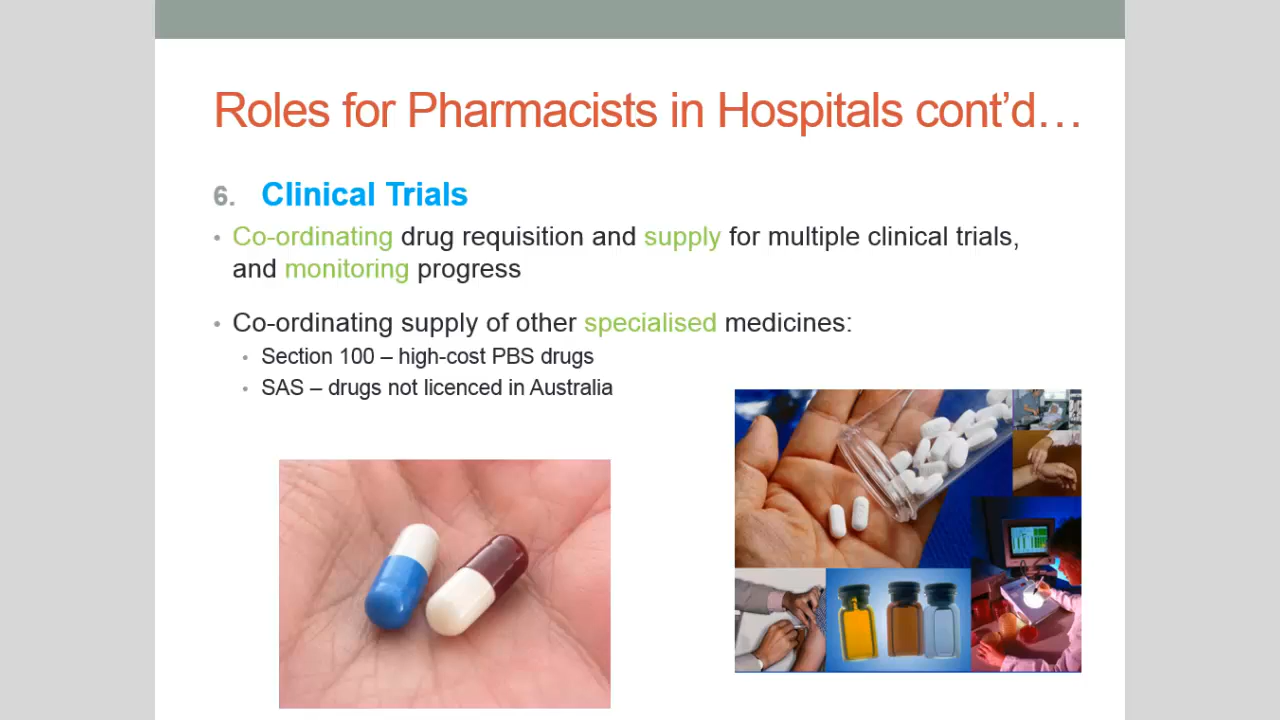 Roles for Pharmacists in Hospitals cont’d…
6. Clinical Trials
• Co-ordinating drug requisition and supply for multiple clinical trials,
and monitoring progress
• Co-ordinating supply of other specialised medicines:
• Section 100 – high-cost PBS drugs
• SAS – drugs not licenced in Australia